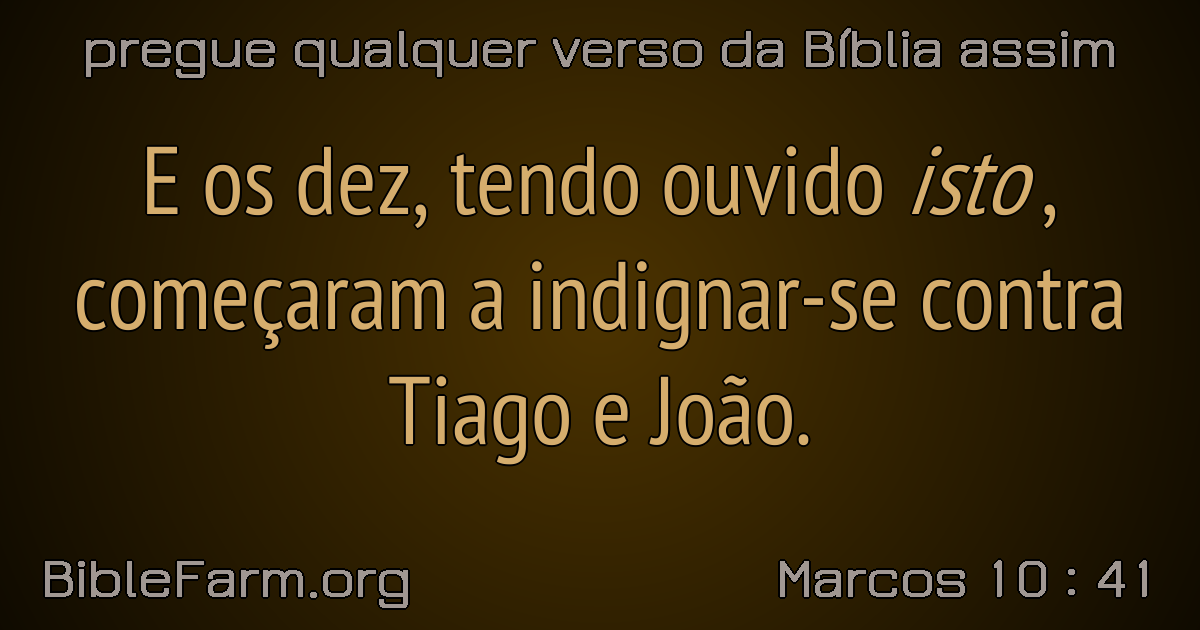 pregue qualquer verso da Bíblia assim
E os dez, tendo ouvido isto ,
começaram a indignar-se contra
Tiago e João.
BibleFarm.org
Marcos 10 : 41